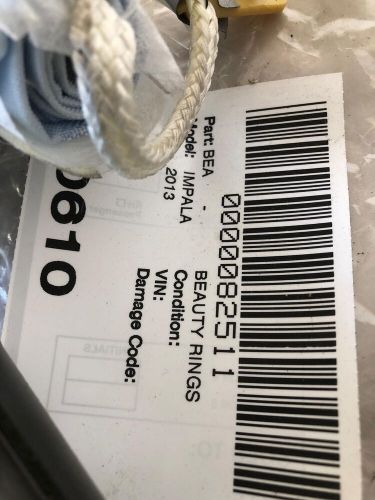 0000082511
Part: BEA - BEAUTY RINGS
Model: IMPALA Condition:
2013 VIN:
Damage Code:
0610